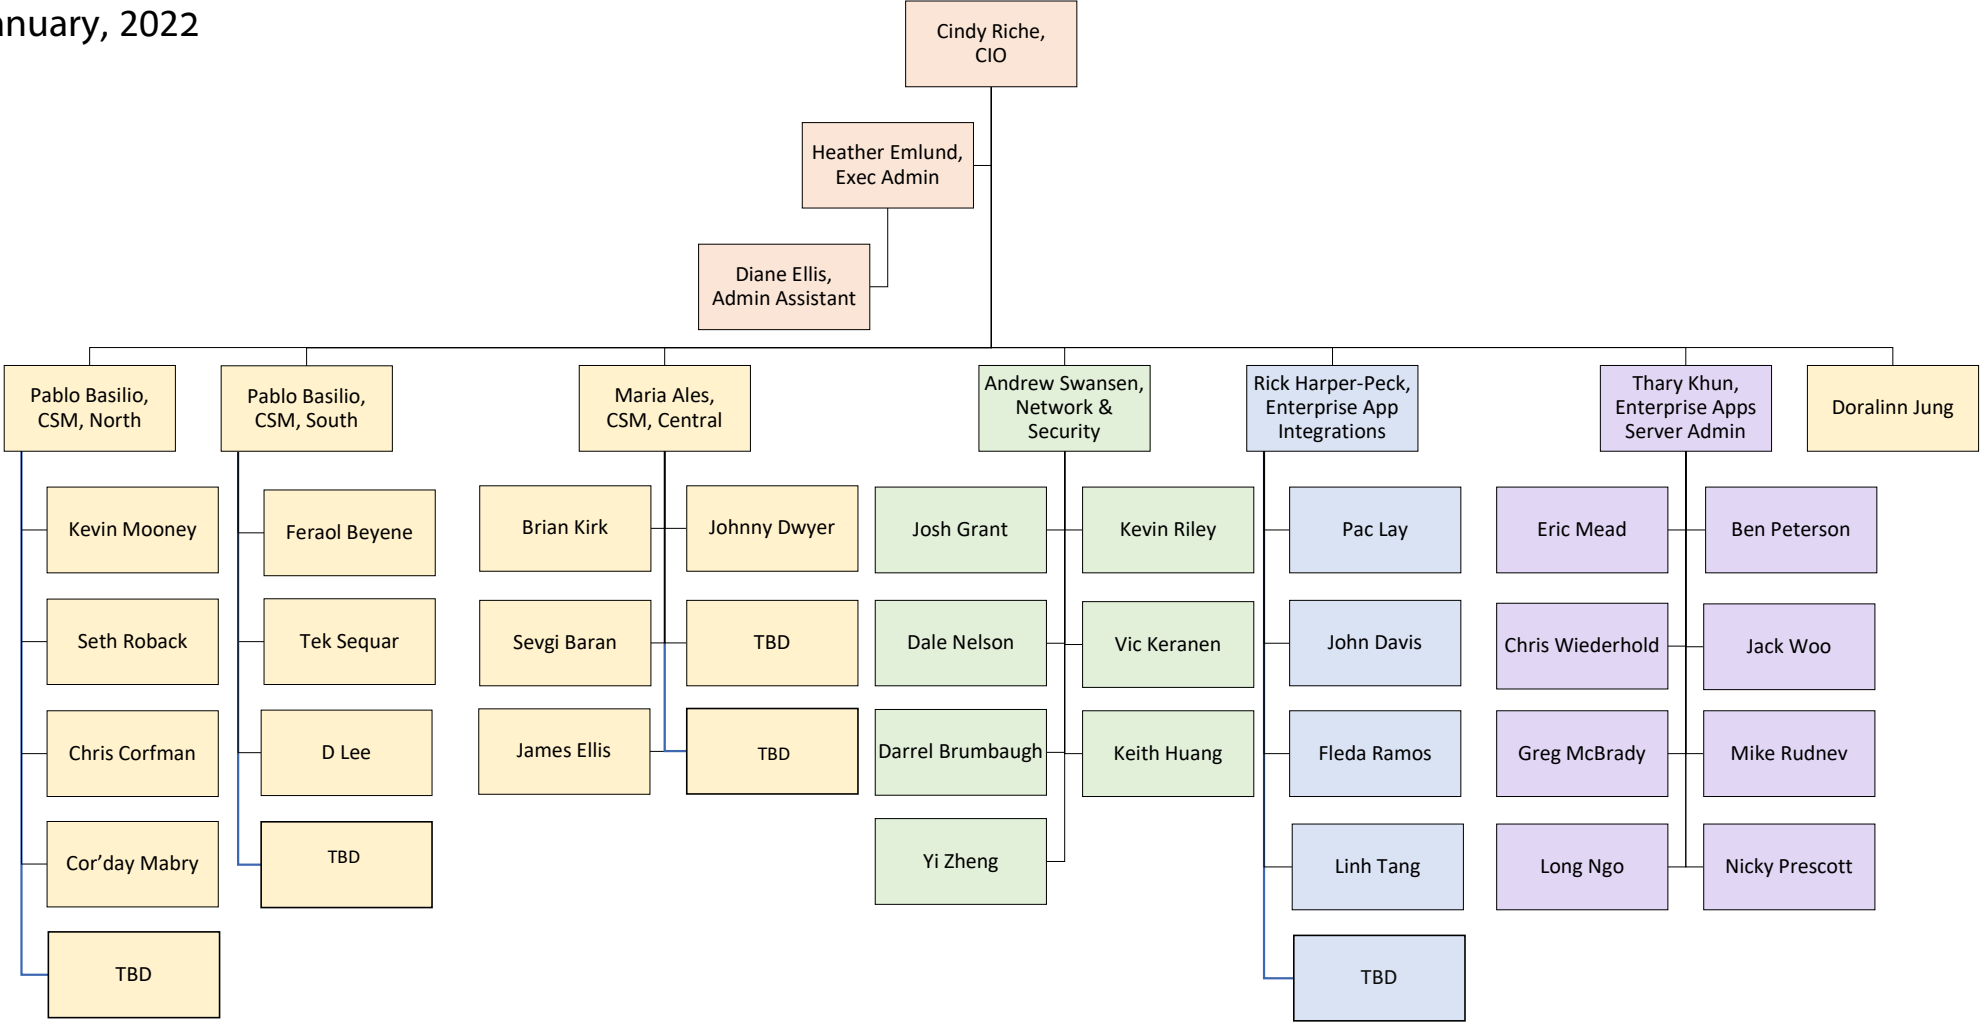 anuary, 2022
Cindy Riche,
CIO
Heather Emlund,
Exec Admin
Diane Ellis,
Admin Assistant
Pablo Basilio,
CSM, North
Pablo Basilio,
CSM, South
Maria Ales,
CSM, Central
Andrew Swansen,
Network &
Security
Rick Harper-Peck,
Enterprise App
Integrations
Thary Khun,
Enterprise Apps
Server Admin
Doralinn Jung
Kevin Mooney
Seth Roback
Chris Corfman
Cor’day Mabry
TBD
Feraol Beyene
Tek Sequar
D Lee
TBD
Brian Kirk
Johnny Dwyer
Sevgi Baran
TBD
James Ellis
TBD
Josh Grant
Kevin Riley
Dale Nelson
Vic Keranen
Darrel Brumbaugh
Keith Huang
Yi Zheng
Pac Lay
John Davis
Fleda Ramos
Linh Tang
TBD
Eric Mead
Ben Peterson
Chris Wiederhold
Jack Woo
Greg McBrady
Mike Rudnev
Long Ngo
Nicky Prescott